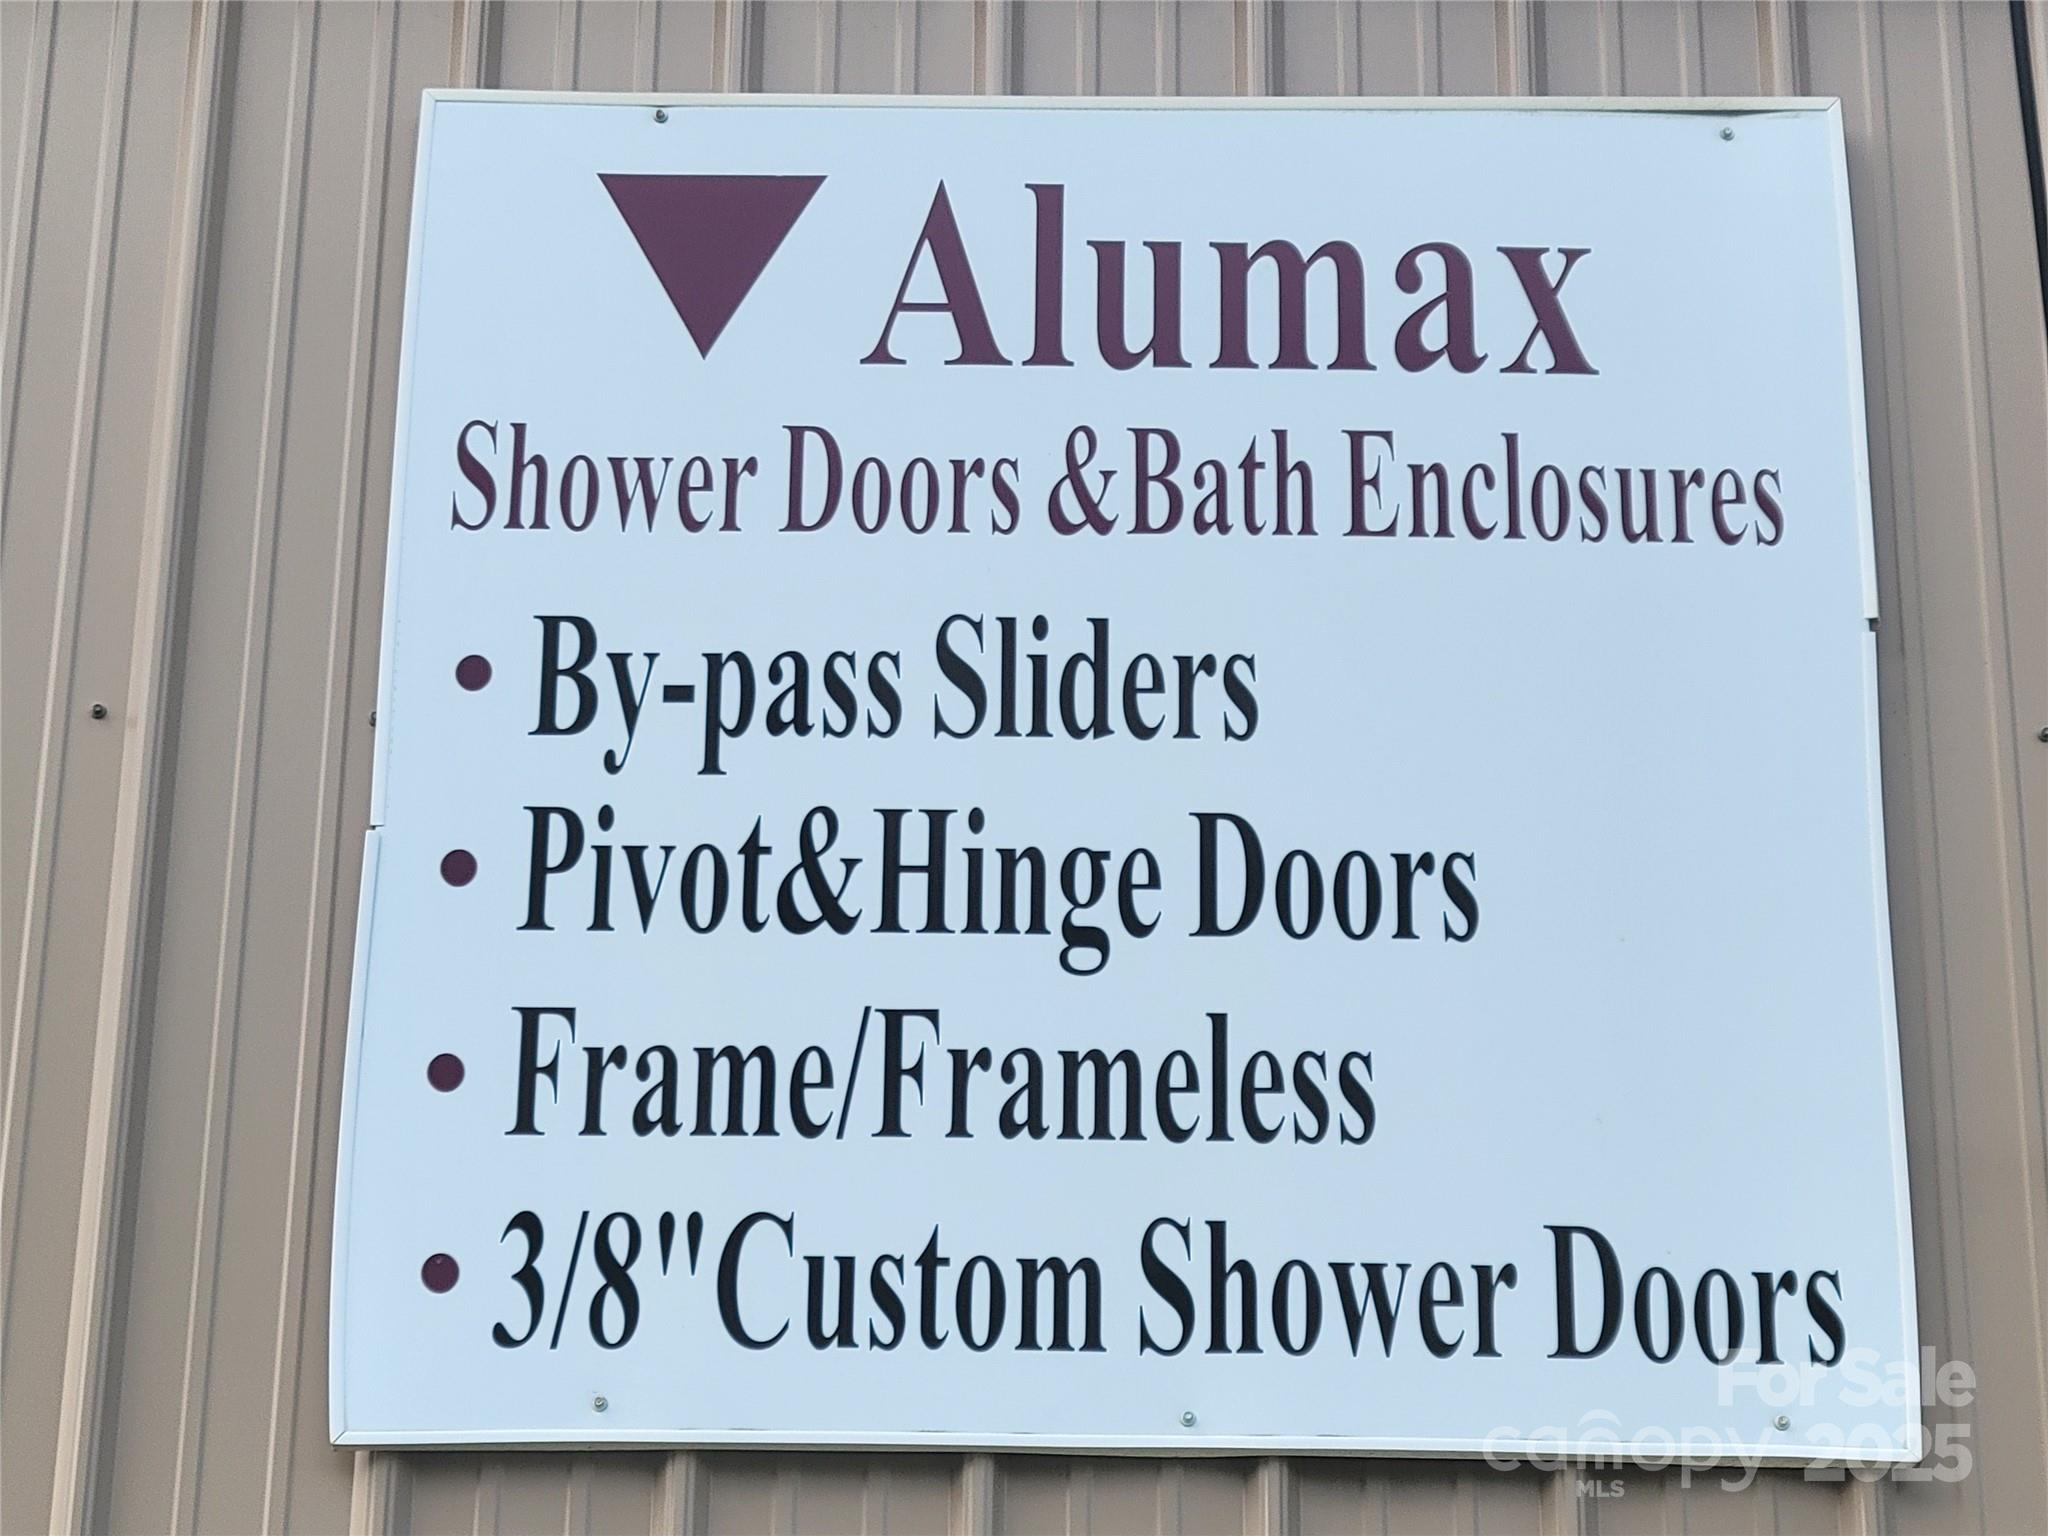 Alumax
Shower Doors &Bath Enclosures
• By-pass Sliders
• Pivot&Hinge Doors
• Frame/Frameless
• 3/8"Custom Shower Doors
For Sale
canopy 2025
MLS